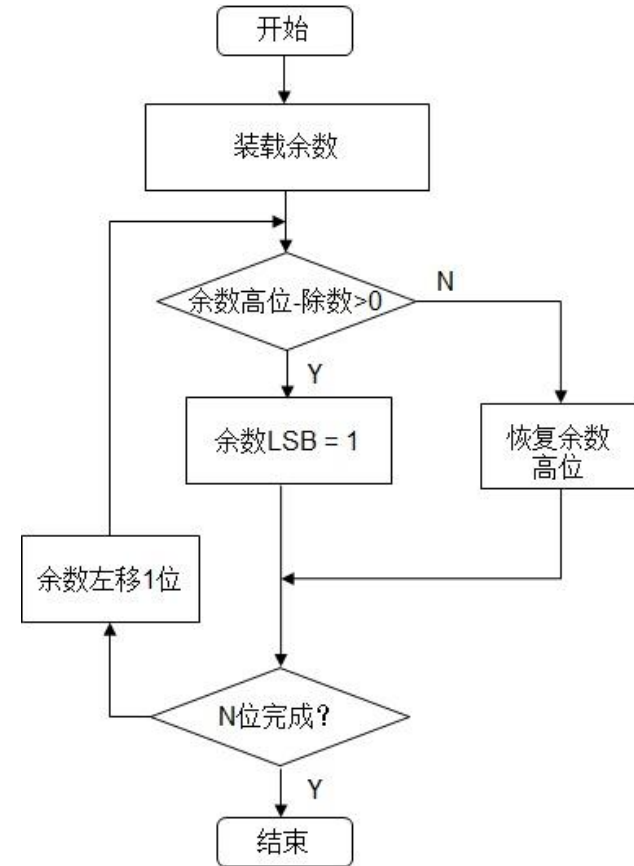 开始
装载余数
余数高位-除数>0
N
Y
余数LSB = 1
恢复余数
高位
余数左移1位
N位完成?
Y
结束